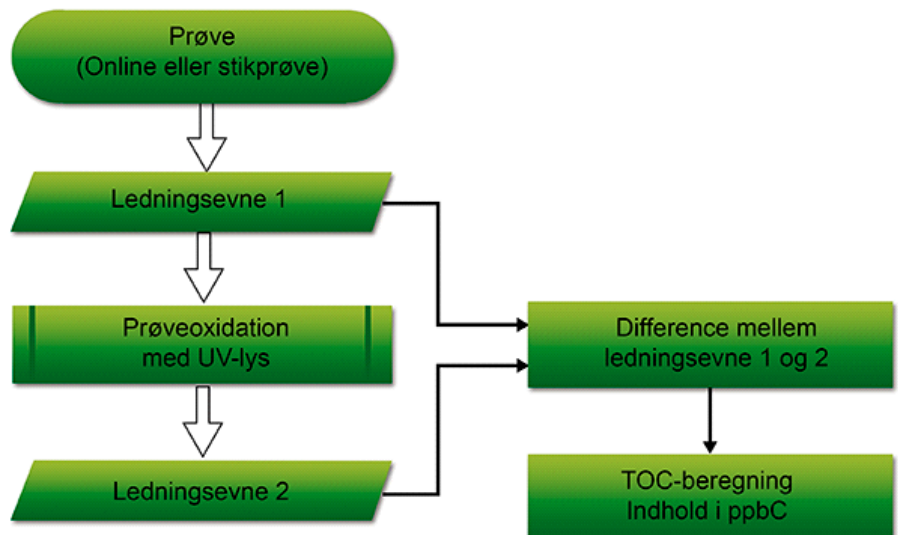 Prøve
(Online eller stikprøve)
Ledningsevne 1
Prøveoxidation
med UV-lys
Ledningsevne 2
Difference mellem
ledningsevne 1 og 2
TOC-beregning
Indhold i ppbC